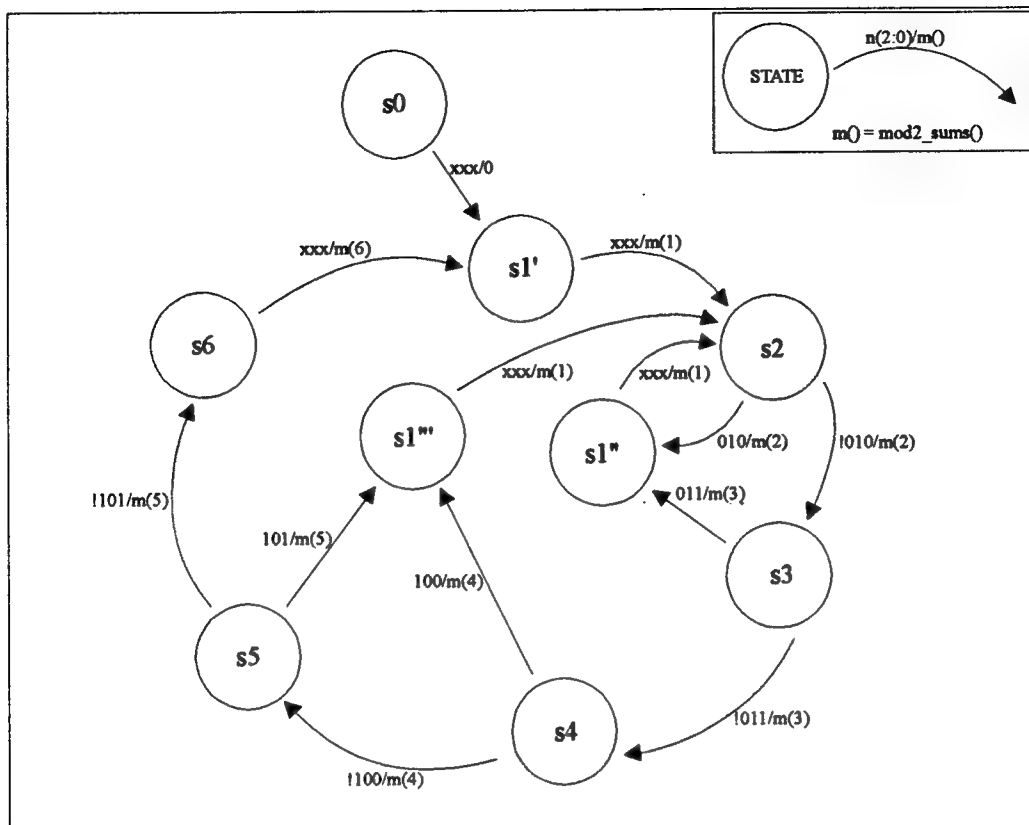 n(2:0)/m()
STATE
m() = mod2_sums()
s0
xxx/0
xxx/m(6)
s1'
xxx/m(1)
s6
s2
xxx/m(1)
xxx/m(1)
s1'''
s1"
010/m(2)
!010/m(2)
!101/m(5)
011/m(3)
101/m(5)
100/m(4)
s3
s5
s4
!011/m(3)
!100/m(4)